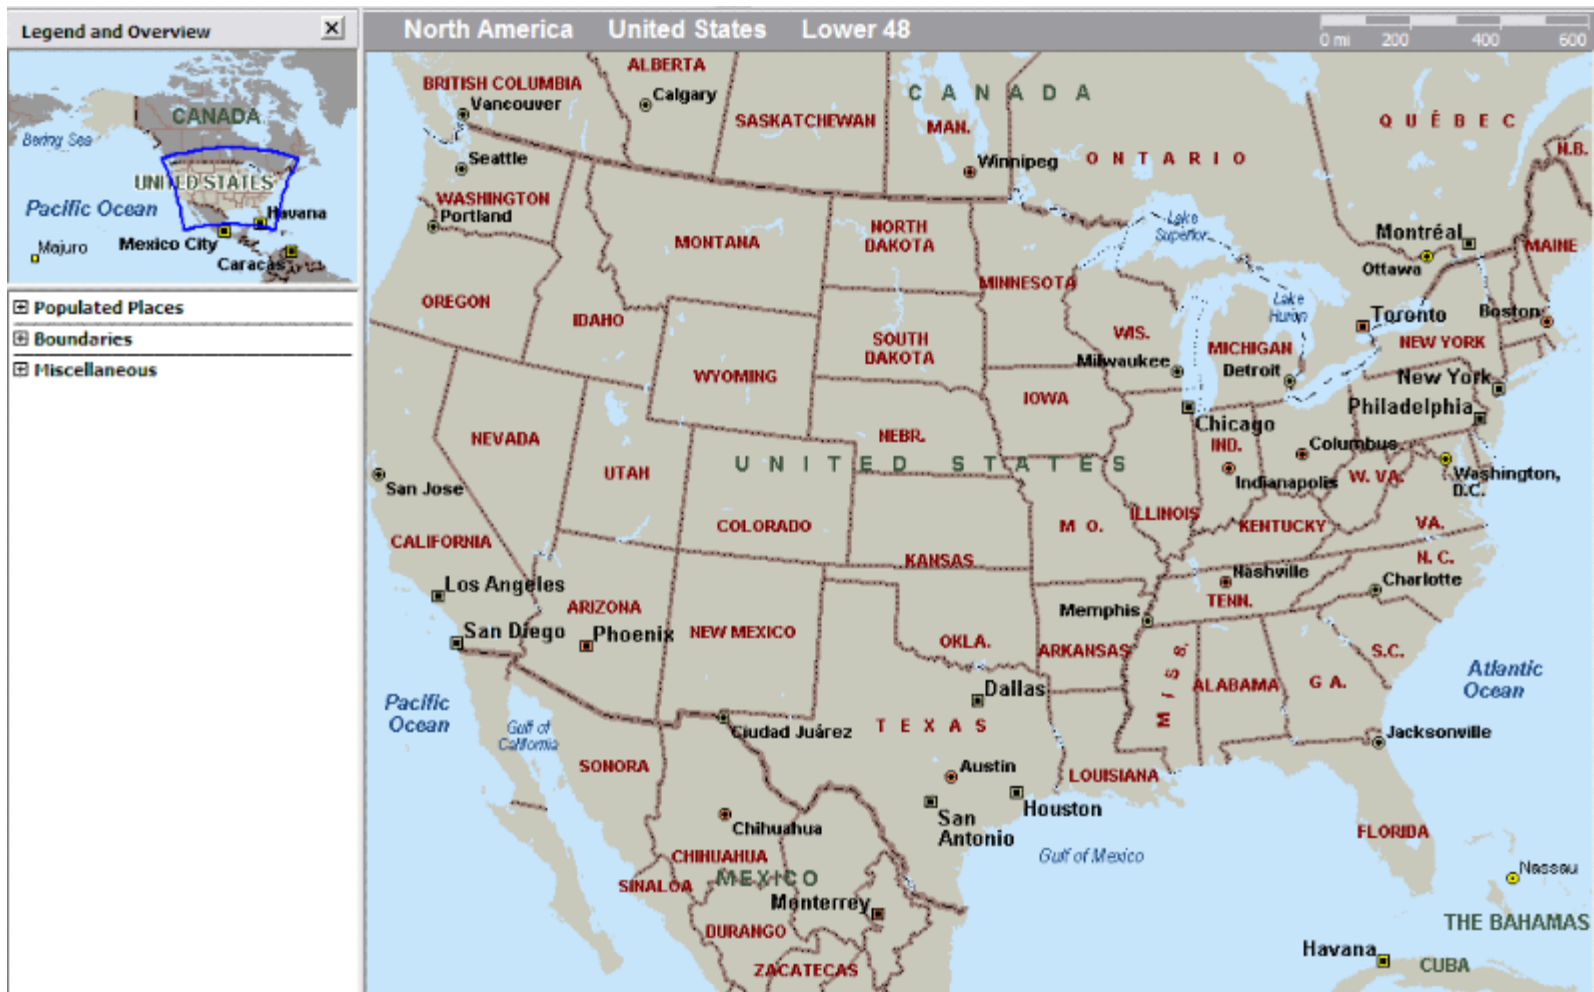 Legend and Overview
North America United States Lower 48
0 mi 200 400 600
CANADA
Bering Sea
UNITED STATES
Pacific Ocean
Havana
Mexico City
Majuro
Caracas
Populated Places
Boundaries
Miscellaneous
ALBERTA
BRITISH COLUMBIA
Vancouver
Calgary
CANADA
SASKATCHEWAN
MAN.
QUÉBEC
N.B.
Seattle
Winnipeg
ONTARIO
WASHINGTON
Portland
NORTH
DAKOTA
MONTANA
Lake
Superior
Montréal
MAINE
Ottawa
MINNESOTA
OREGON
IDAHO
Lake
Huron
Toronto
Boston
WIS.
SOUTH
DAKOTA
MICHIGAN
NEW YORK
Milwaukee
Detroit
WYOMING
New York
IOWA
Philadelphia
Chicago
NEVADA
NEBR.
IND.
Columbus
UTAH
UNITED STATES
San Jose
Indianapolis
W. VA.
Washington,
D.C.
COLORADO
MO.
ILLINOIS
KENTUCKY
VA.
CALIFORNIA
KANSAS
N. C.
Los Angeles
Nashville
Charlotte
ARIZONA
Memphis
TENN.
San Diego
Phoenix
NEW MEXICO
OKLA.
ARKANSAS
MISS.
S.C.
Atlantic
Ocean
ALABAMA
GA.
Dallas
Pacific
Ocean
Gulf of
California
Ciudad Juárez
TEXAS
Jacksonville
SONORA
Austin
LOUISIANA
Houston
San
Antonio
Chihuahua
FLORIDA
CHIHUAHUA
Gulf of Mexico
Nassau
SINALOA
MEXICO
Monterrey
THE BAHAMAS
DURANGO
Havana
CUBA
ZACATECAS